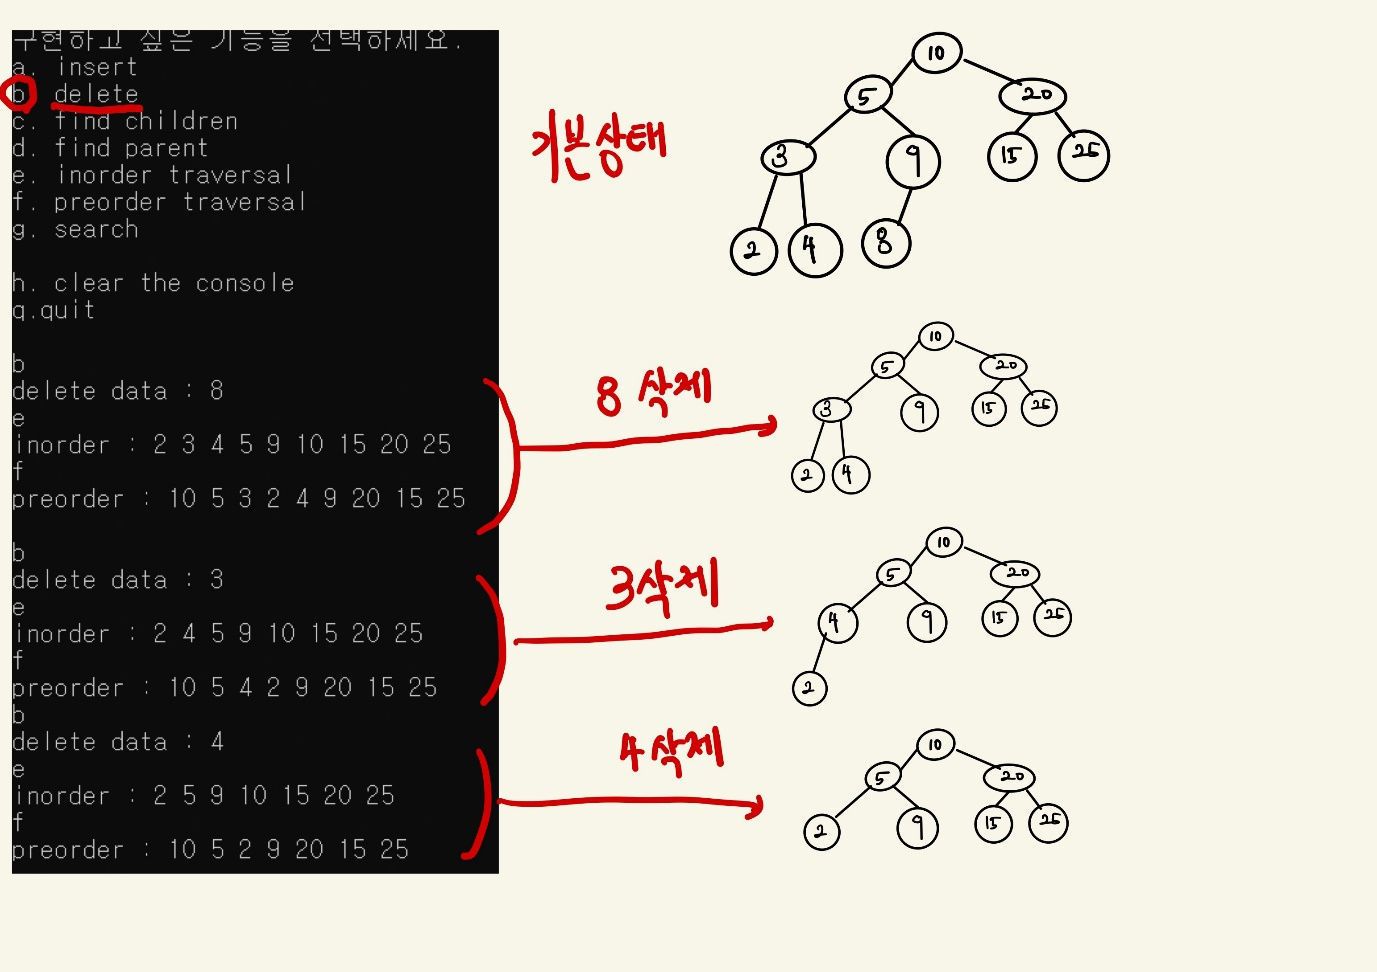 구현하고 싶은 기능을 선택하세요.
a. insert
b. delete
c. find children
d. find parent
e. inorder traversal
f. preorder traversal
g. search
h. clear the console
q.quit
b
delete data : 8
e
inorder : 2 3 4 5 9 10 15 20 25
f
preorder : 10 5 3 2 4 9 20 15 25
b
delete data : 3
e
inorder : 2 4 5 9 10 15 20 25
f
preorder : 10 5 4 2 9 20 15 25
b
delete data : 4
e
inorder : 2 5 9 10 15 20 25
f
preorder : 10 5 2 9 20 15 25
기본상태
10
5 20
3 9 15 25
2 4 8
8 삭제
10
5 20
3 9 15 25
2 4
3삭제
10
5 20
4 9 15 25
2
4삭제
10
5 20
2 9 15 25